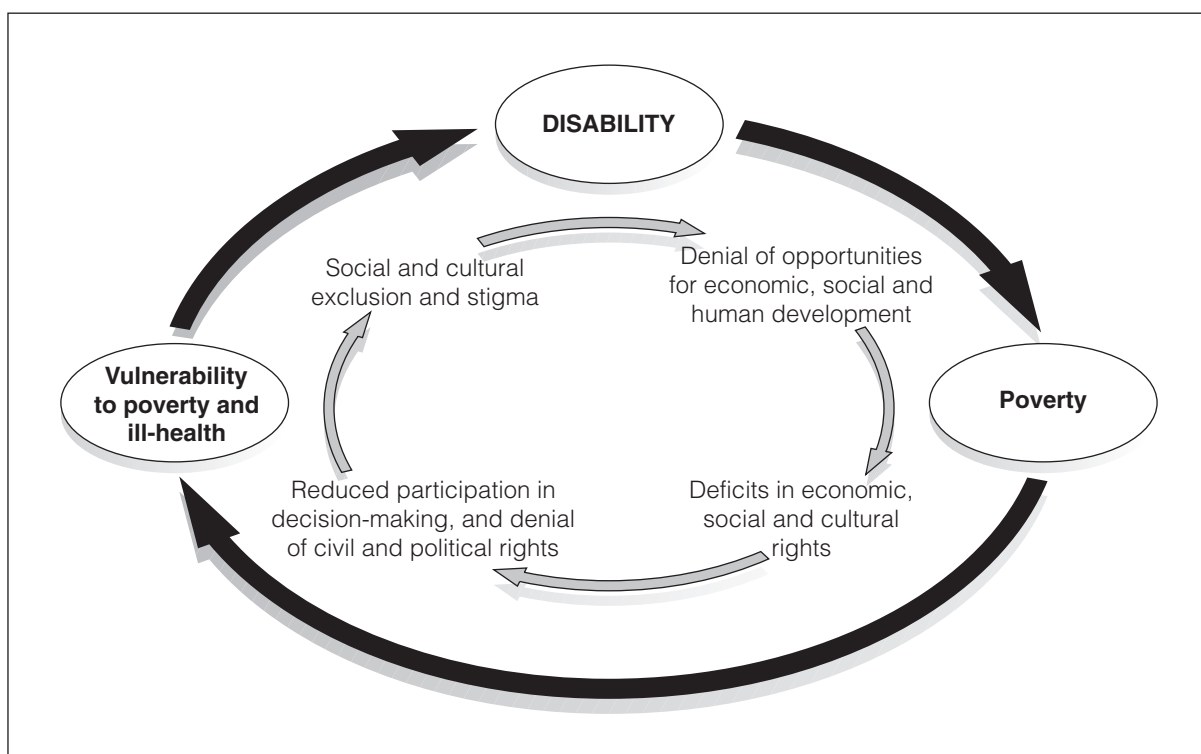 DISABILITY
Social and cultural
exclusion and stigma
Denial of opportunities
for economic, social and
human development
Vulnerability
to poverty and
ill-health
Poverty
Reduced participation in
decision-making, and denial
of civil and political rights
Deficits in economic,
social and cultural
rights